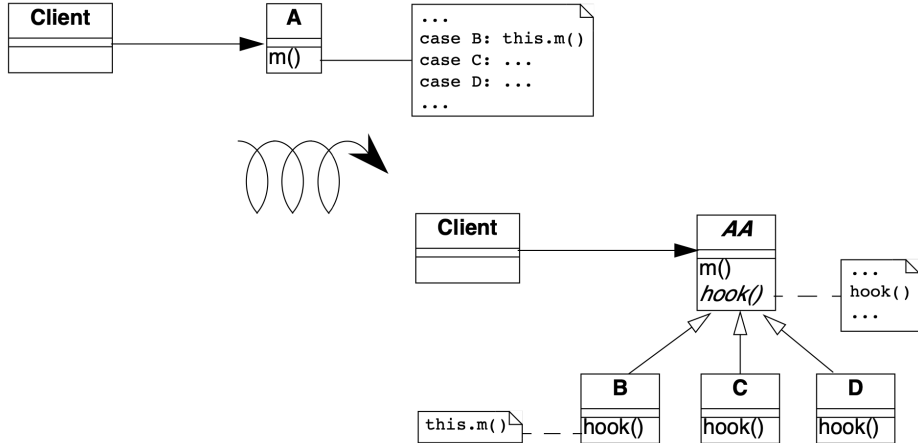 Client
A
m()
...
case B: this.m()
case C: ...
case D: ...
...
Client
AA
m()
hook()
...
hook()
...
B
C
D
this.m()
hook()
hook()
hook()